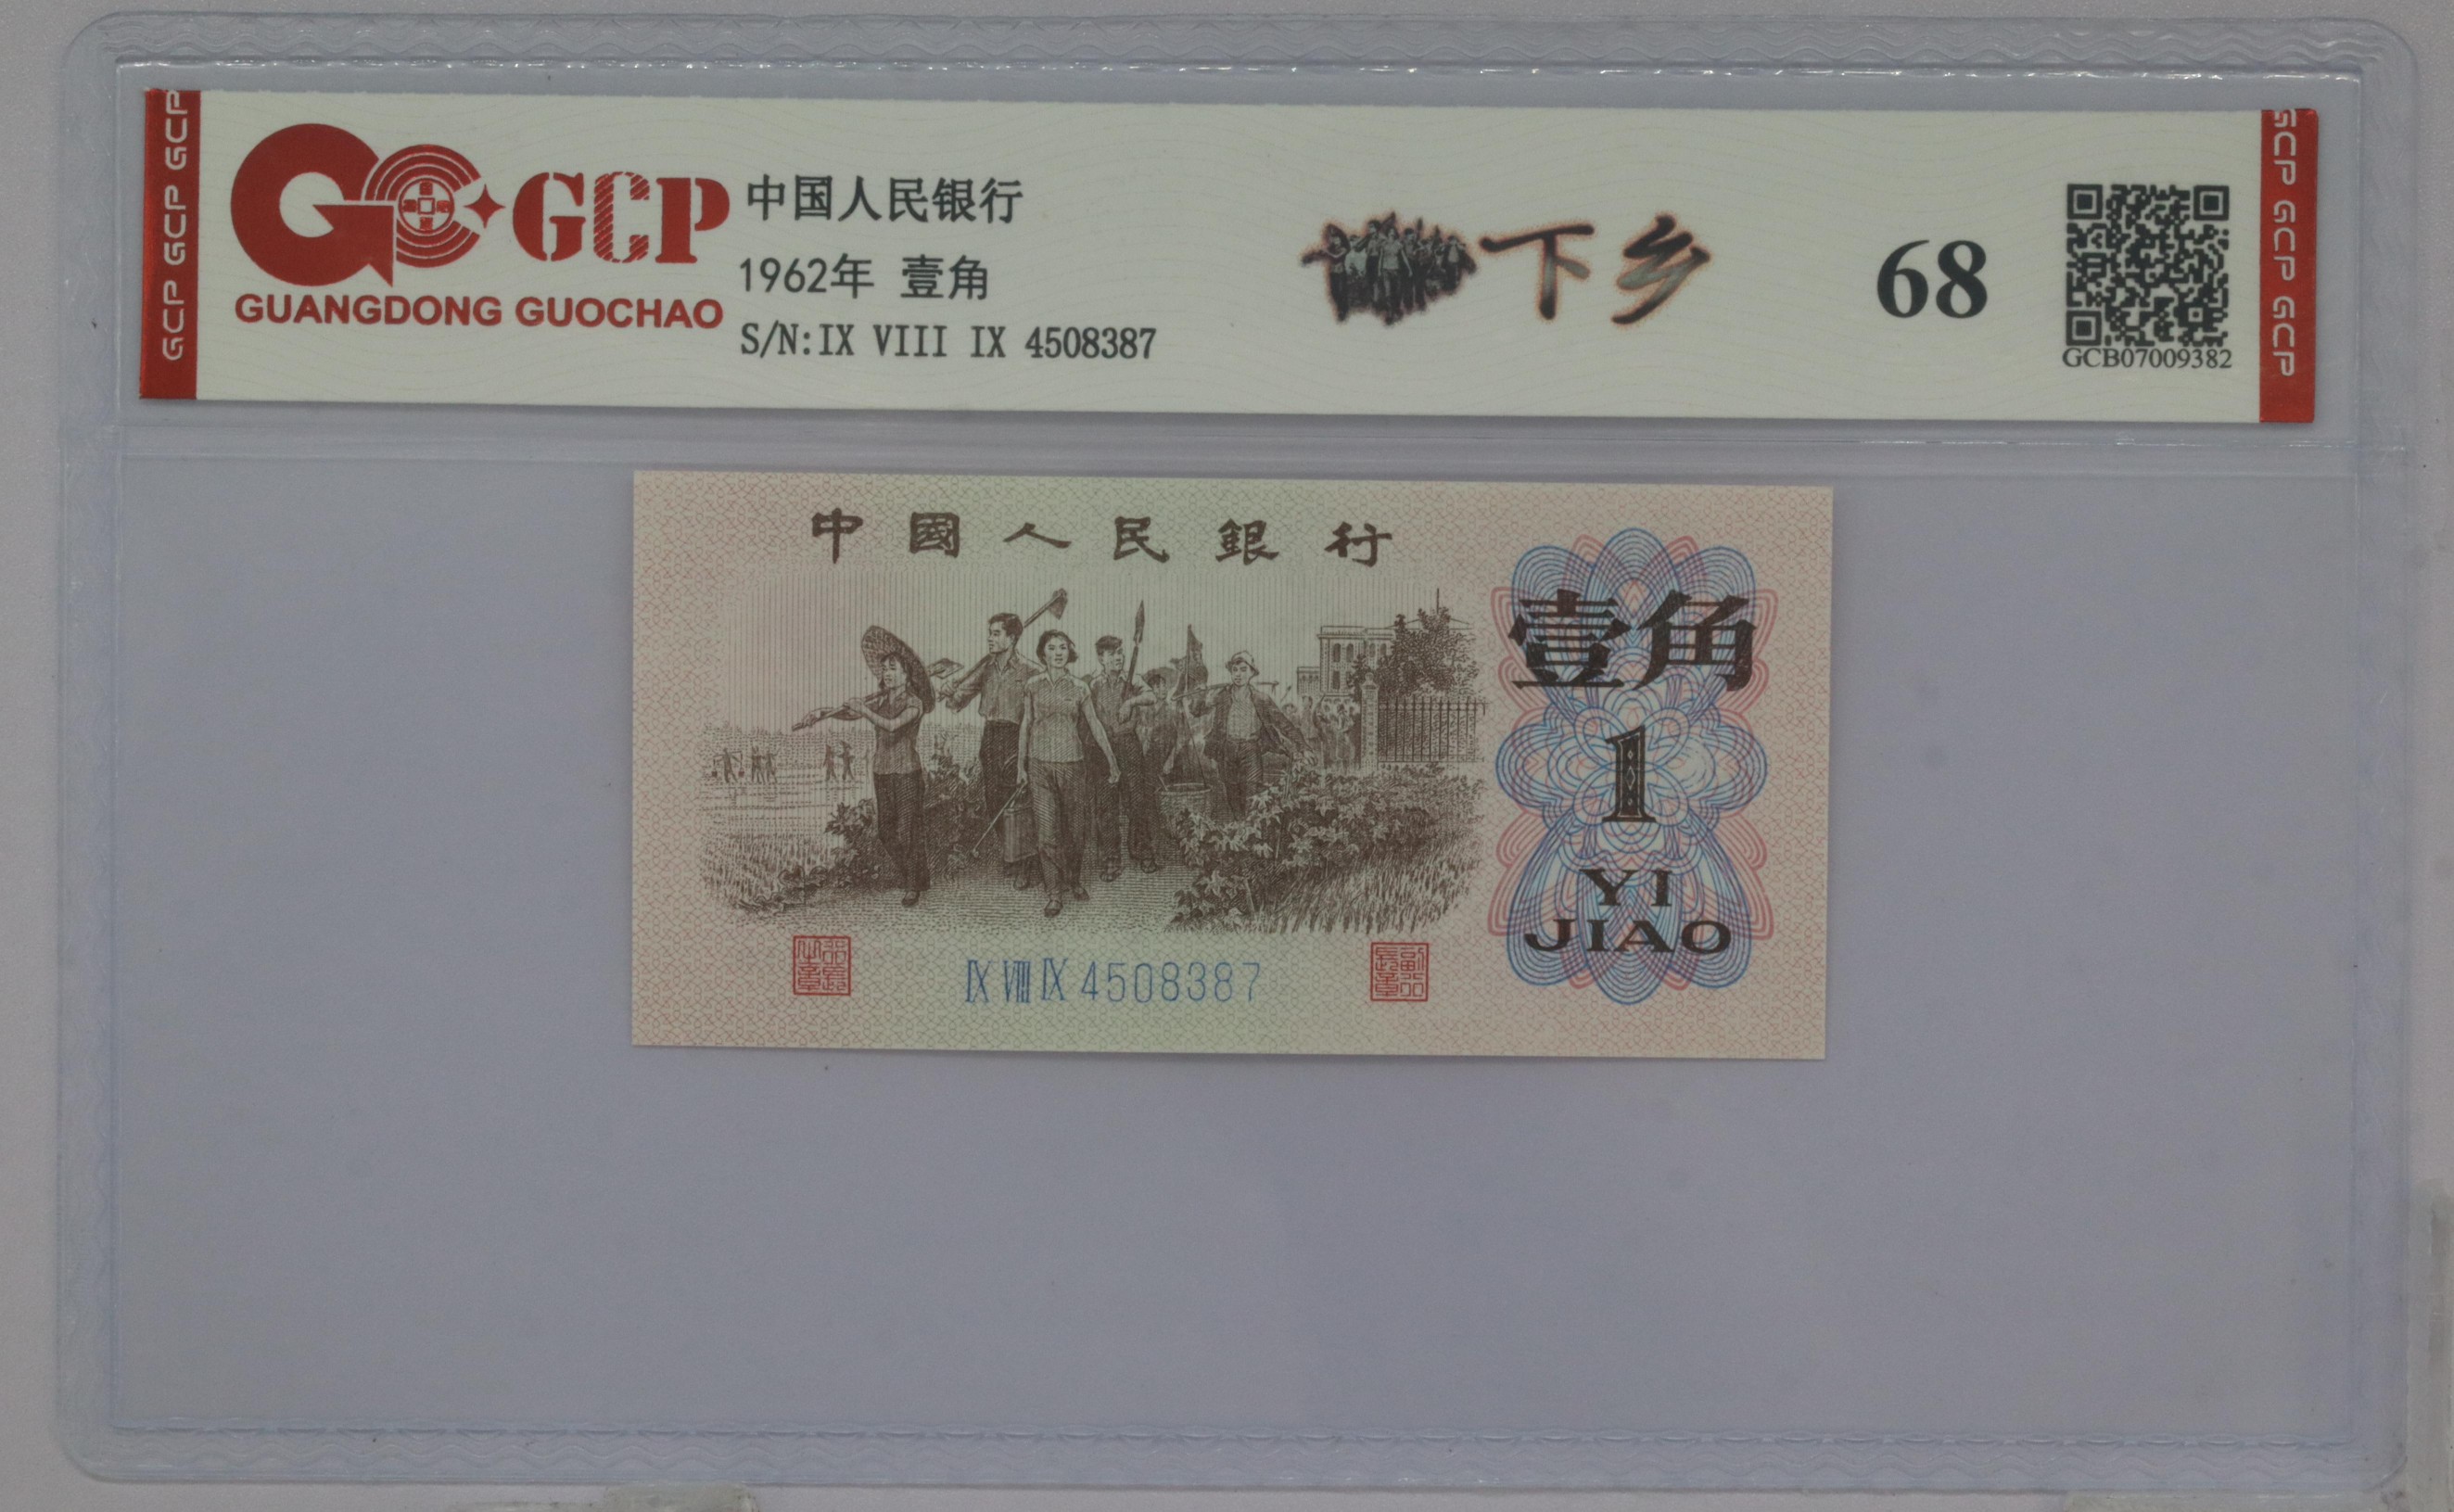 GCP GCP GCP
GCP
GUANGDONG GUOCHAO
中国人民银行
1962年 壹角
S/N:IX VIII IX 4508387
下乡
68
GCB07009382
GCP GCP GCP
中國人民銀行
壹角
1
YI
JIAO
IX VIII IX 4508387